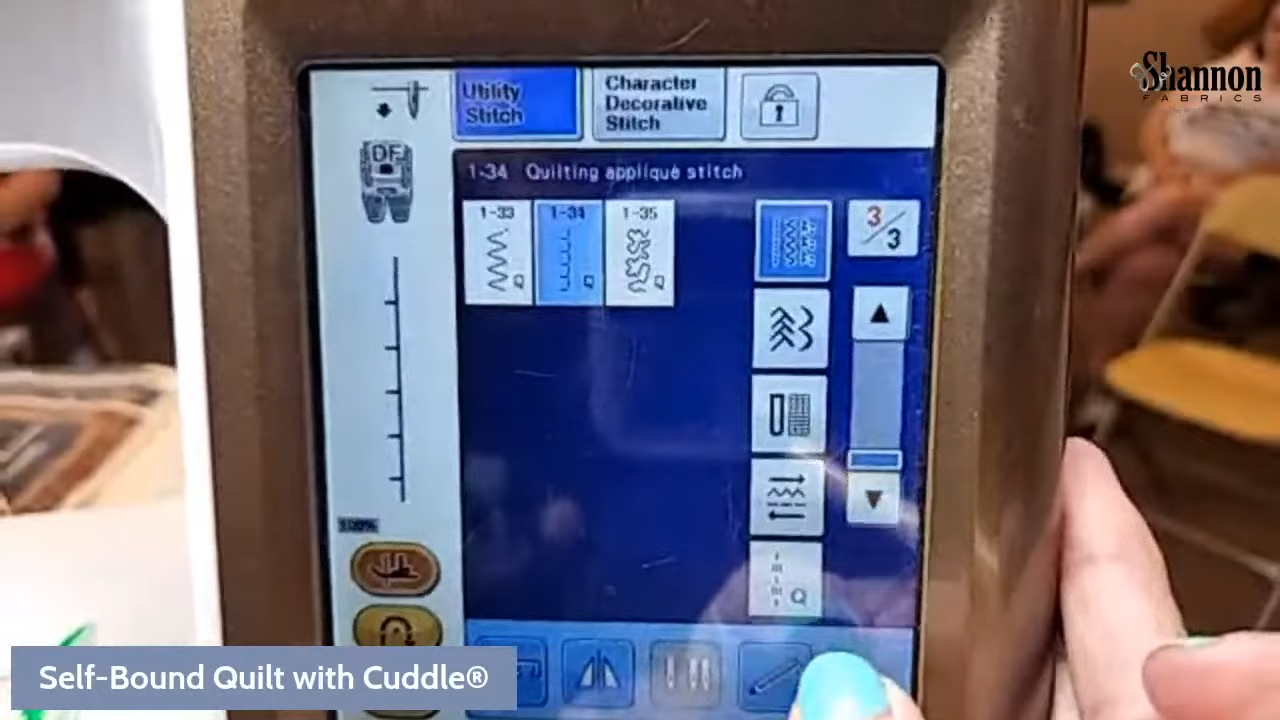 Shannon
FABRICS
Utility
Stitch
Character
Decorative
Stitch
DF
1-34 Quilting appliqué stitch
1-33
1-34
1-35
Q
Q
Q
3/3
100%
Q
Self-Bound Quilt with Cuddle®